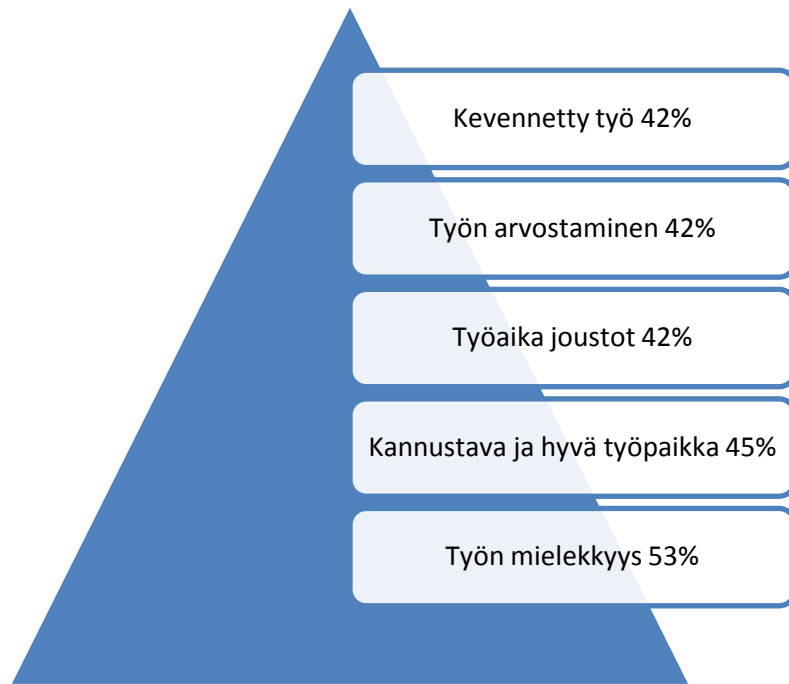 Kevennetty työ 42%
Työn arvostaminen 42%
Työaika joustot 42%
Kannustava ja hyvä työpaikka 45%
Työn mielekkyys 53%